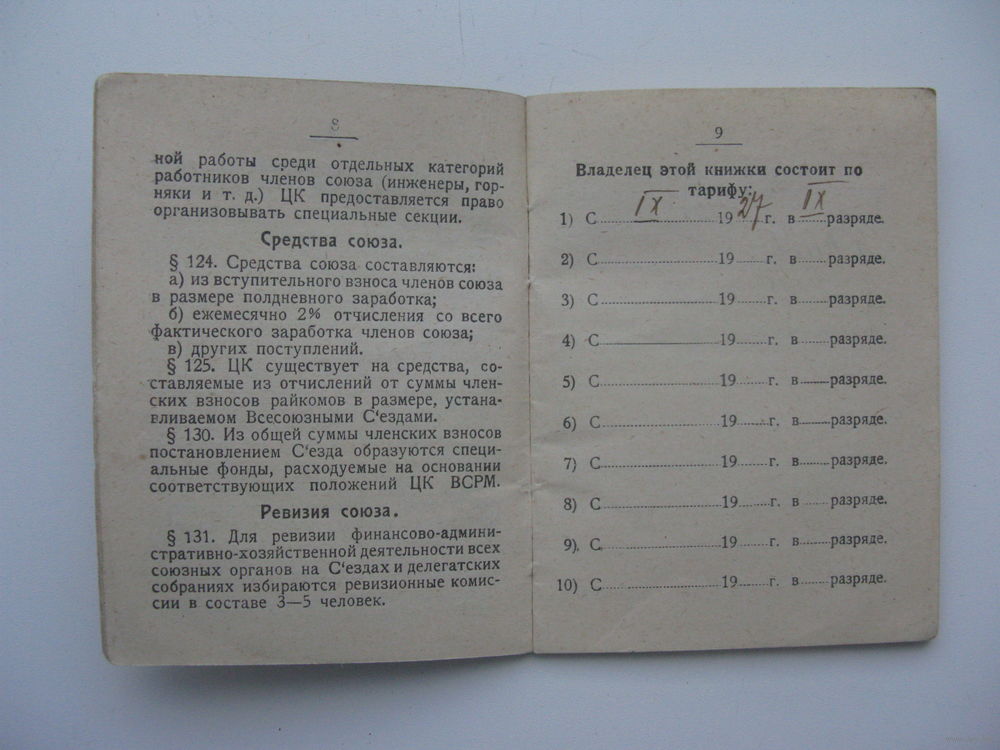 8
ной работы среди отдельных категорий
работников членов союза (инженеры, гор-
няки и т. д.) ЦК предоставляется право
организовывать специальные секции.
Средства союза.
§ 124. Средства союза составляются:
а) из вступительного взноса членов союза
в размере полдневного заработка;
б) ежемесячно 2% отчисления со всего
фактического заработка членов союза;
в) других поступлений.
§ 125. ЦК существует на средства, со-
ставляемые из отчислений от суммы член-
ских взносов райкомов в размере, устана-
вливаемом Всесоюзными С‘ездами.
§ 130. Из общей суммы членских взносов
постановлением С‘езда образуются специ-
альные фонды, расходуемые на основании
соответствующих положений ЦК ВСРМ.
Ревизия союза.
§ 131. Для ревизии финансово-админи-
стративно-хозяйственной деятельности всех
союзных органов на С‘ездах и делегатских
собраниях избираются ревизионные комис-
сии в составе 3—5 человек.
9
Владелец этой книжки состоит по
тарифу:
1) С IX 1927 г. в IX разряде.
2) С 19 г. в разряде.
3) С 19 г. в разряде.
4) С 19 г. в разряде.
5) С 19 г. в разряде.
6) С 19 г. в разряде.
7) С 19 г. в разряде.
8) С 19 г. в разряде.
9) С 19 г. в разряде.
10) С 19 г. в разряде.